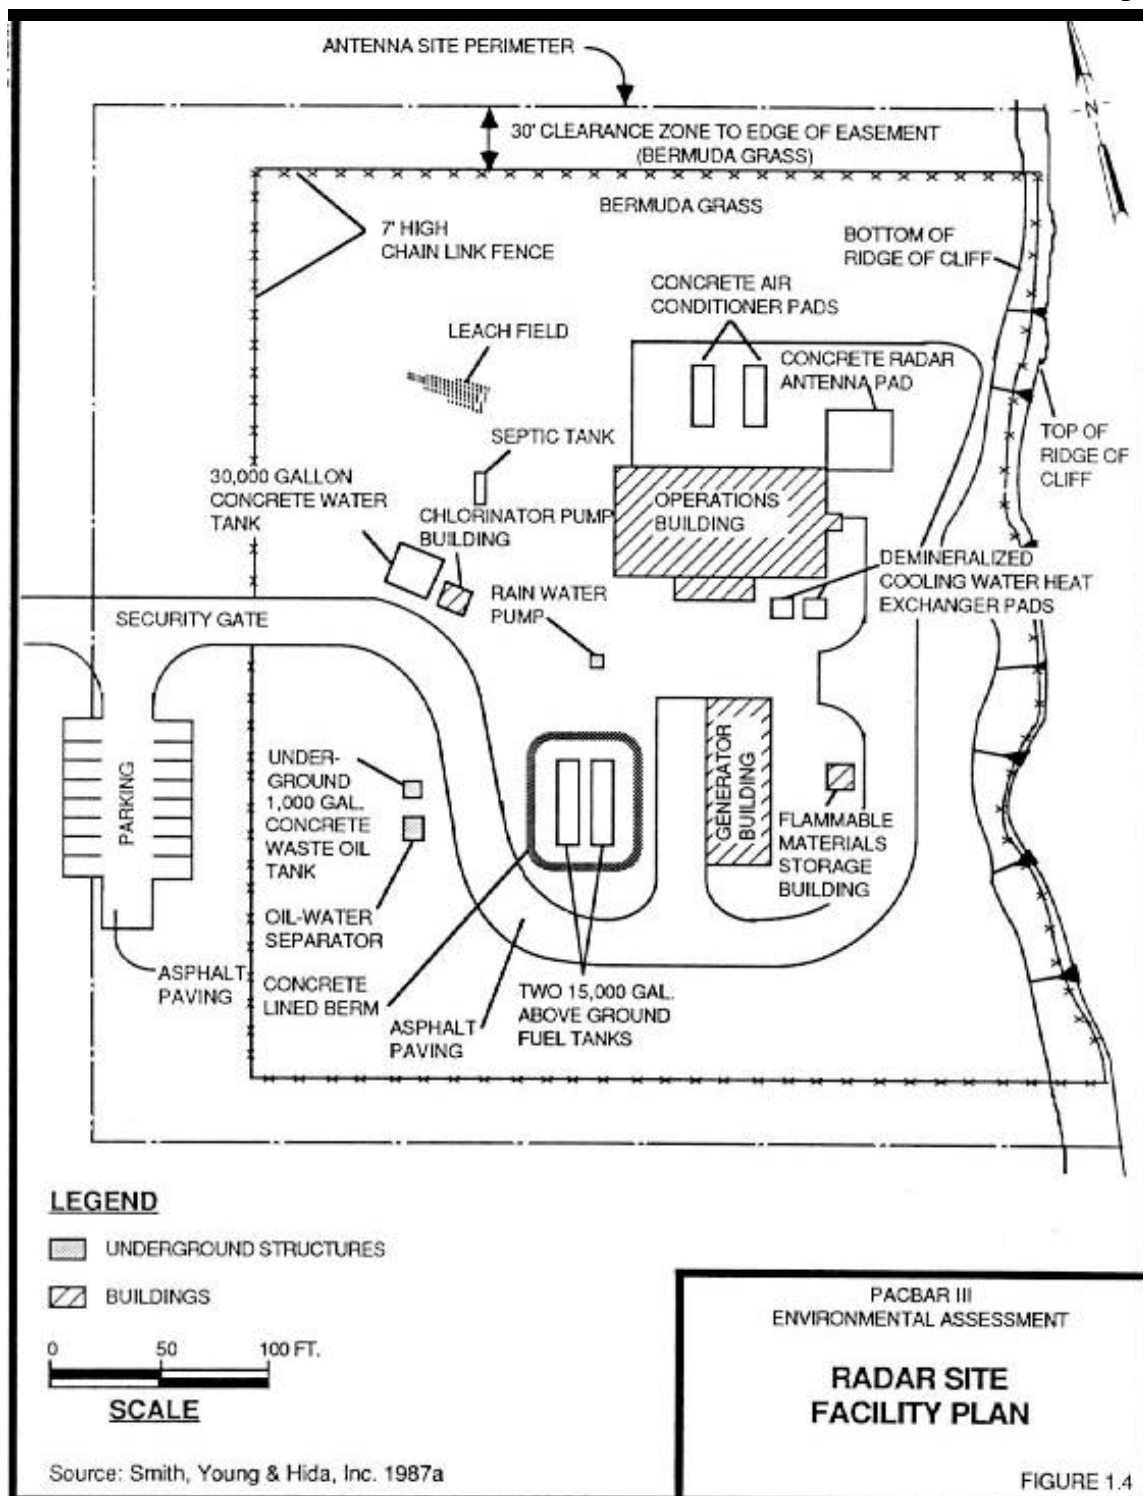 ANTENNA SITE PERIMETER
N
30' CLEARANCE ZONE TO EDGE OF EASEMENT
(BERMUDA GRASS)
BERMUDA GRASS
7' HIGH
CHAIN LINK FENCE
BOTTOM OF
RIDGE OF CLIFF
CONCRETE AIR
CONDITIONER PADS
LEACH FIELD
CONCRETE RADAR
ANTENNA PAD
TOP OF
RIDGE OF
CLIFF
SEPTIC TANK
30,000 GALLON
CONCRETE WATER
TANK
CHLORINATOR PUMP
BUILDING
OPERATIONS
BUILDING
DEMINERALIZED
COOLING WATER HEAT
EXCHANGER PADS
RAIN WATER
PUMP
SECURITY GATE
PARKING
UNDER-
GROUND
1,000 GAL.
CONCRETE
WASTE OIL
TANK
GENERATOR
BUILDING
FLAMMABLE
MATERIALS
STORAGE
BUILDING
OIL-WATER
SEPARATOR
ASPHALT
PAVING
CONCRETE
LINED BERM
ASPHALT
PAVING
TWO 15,000 GAL.
ABOVE GROUND
FUEL TANKS
LEGEND
UNDERGROUND STRUCTURES
BUILDINGS
0 50 100 FT.
SCALE
Source: Smith, Young & Hida, Inc. 1987a
PACBAR III
ENVIRONMENTAL ASSESSMENT
RADAR SITE
FACILITY PLAN
FIGURE 1.4